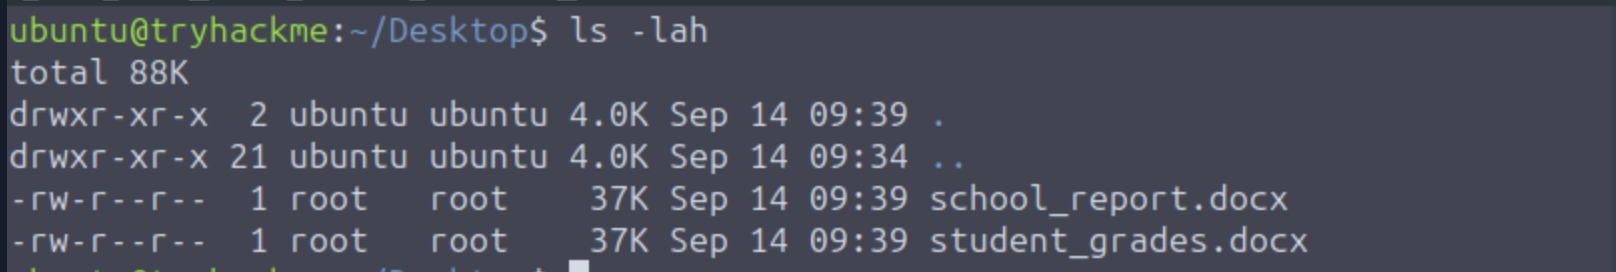 ubuntu@tryhackme:~/Desktop$ ls -lah
total 88K
drwxr-xr-x  2 ubuntu ubuntu 4.0K Sep 14 09:39 .
drwxr-xr-x 21 ubuntu ubuntu 4.0K Sep 14 09:34 ..
-rw-r--r--  1 root   root    37K Sep 14 09:39 school_report.docx
-rw-r--r--  1 root   root    37K Sep 14 09:39 student_grades.docx